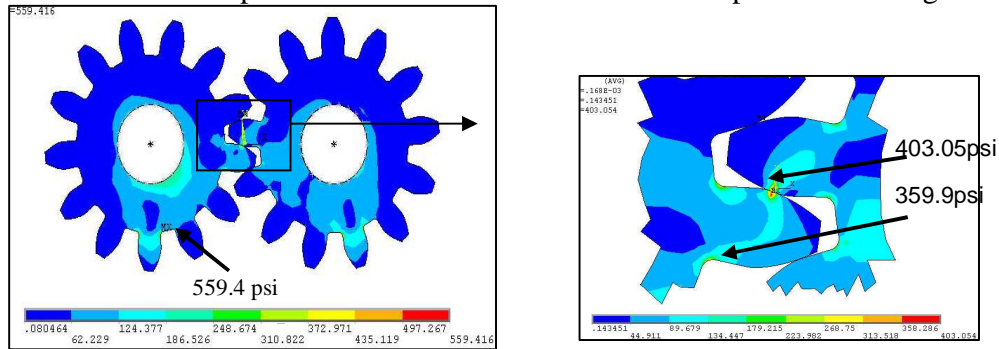 =559.416
559.4 psi
.080464 124.377 248.674 372.971 497.267
62.229 186.526 310.822 435.119 559.416
(AVG)
=.168E-03
=.143451
=403.054
403.05psi
359.9psi
.143451 89.679 179.215 268.75 358.286
44.911 134.447 223.982 313.518 403.054